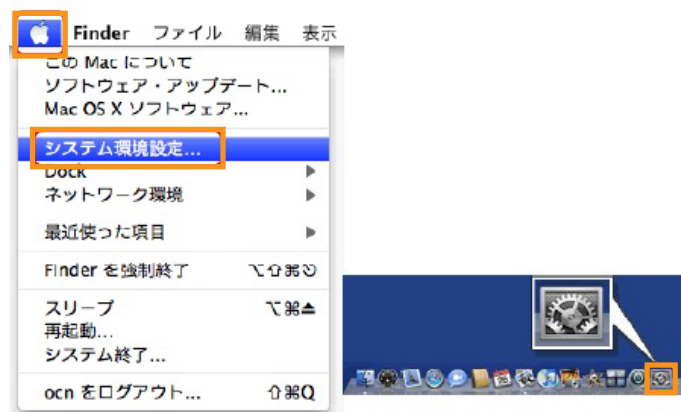 Finder ファイル 編集 表示
この Mac について
ソフトウェア・アップデート...
Mac OS X ソフトウェア...
システム環境設定...
Dock
ネットワーク環境
最近使った項目
Finder を強制終了 ⌥⇧⌘⎋
スリープ ⌥⌘⏏
再起動...
システム終了...
ocn をログアウト... ⇧⌘Q